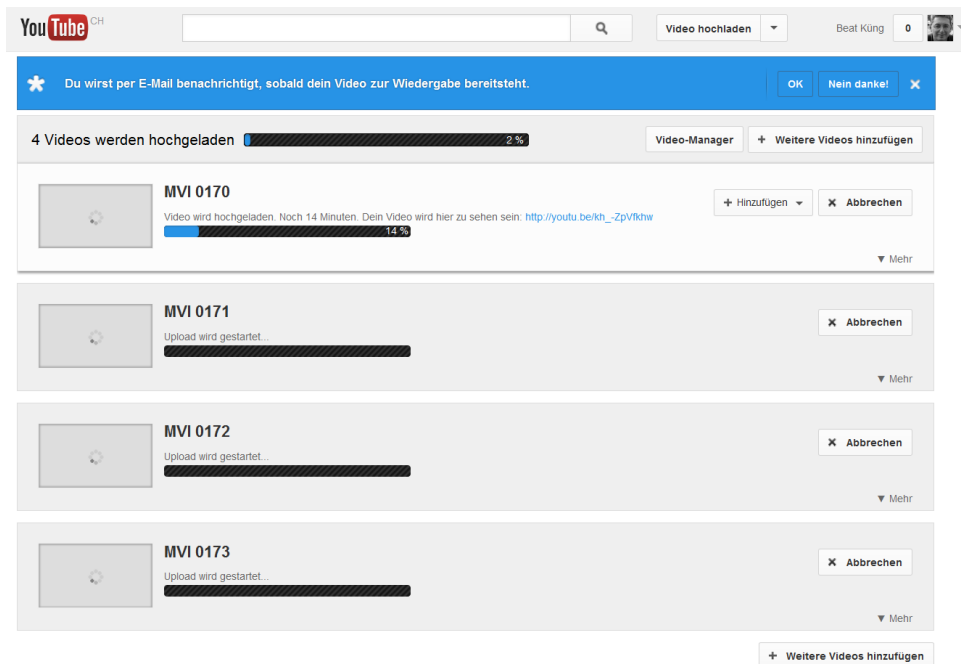 YouTube CH
Video hochladen
Beat Küng
0
Du wirst per E-Mail benachrichtigt, sobald dein Video zur Wiedergabe bereitsteht.
OK
Nein danke!
4 Videos werden hochgeladen
2 %
Video-Manager
+ Weitere Videos hinzufügen
MVI 0170
Video wird hochgeladen. Noch 14 Minuten. Dein Video wird hier zu sehen sein: http://youtu.be/kh_-ZpVfkhw
14 %
+ Hinzufügen
x Abbrechen
▼ Mehr
MVI 0171
Upload wird gestartet...
x Abbrechen
▼ Mehr
MVI 0172
Upload wird gestartet...
x Abbrechen
▼ Mehr
MVI 0173
Upload wird gestartet...
x Abbrechen
▼ Mehr
+ Weitere Videos hinzufügen